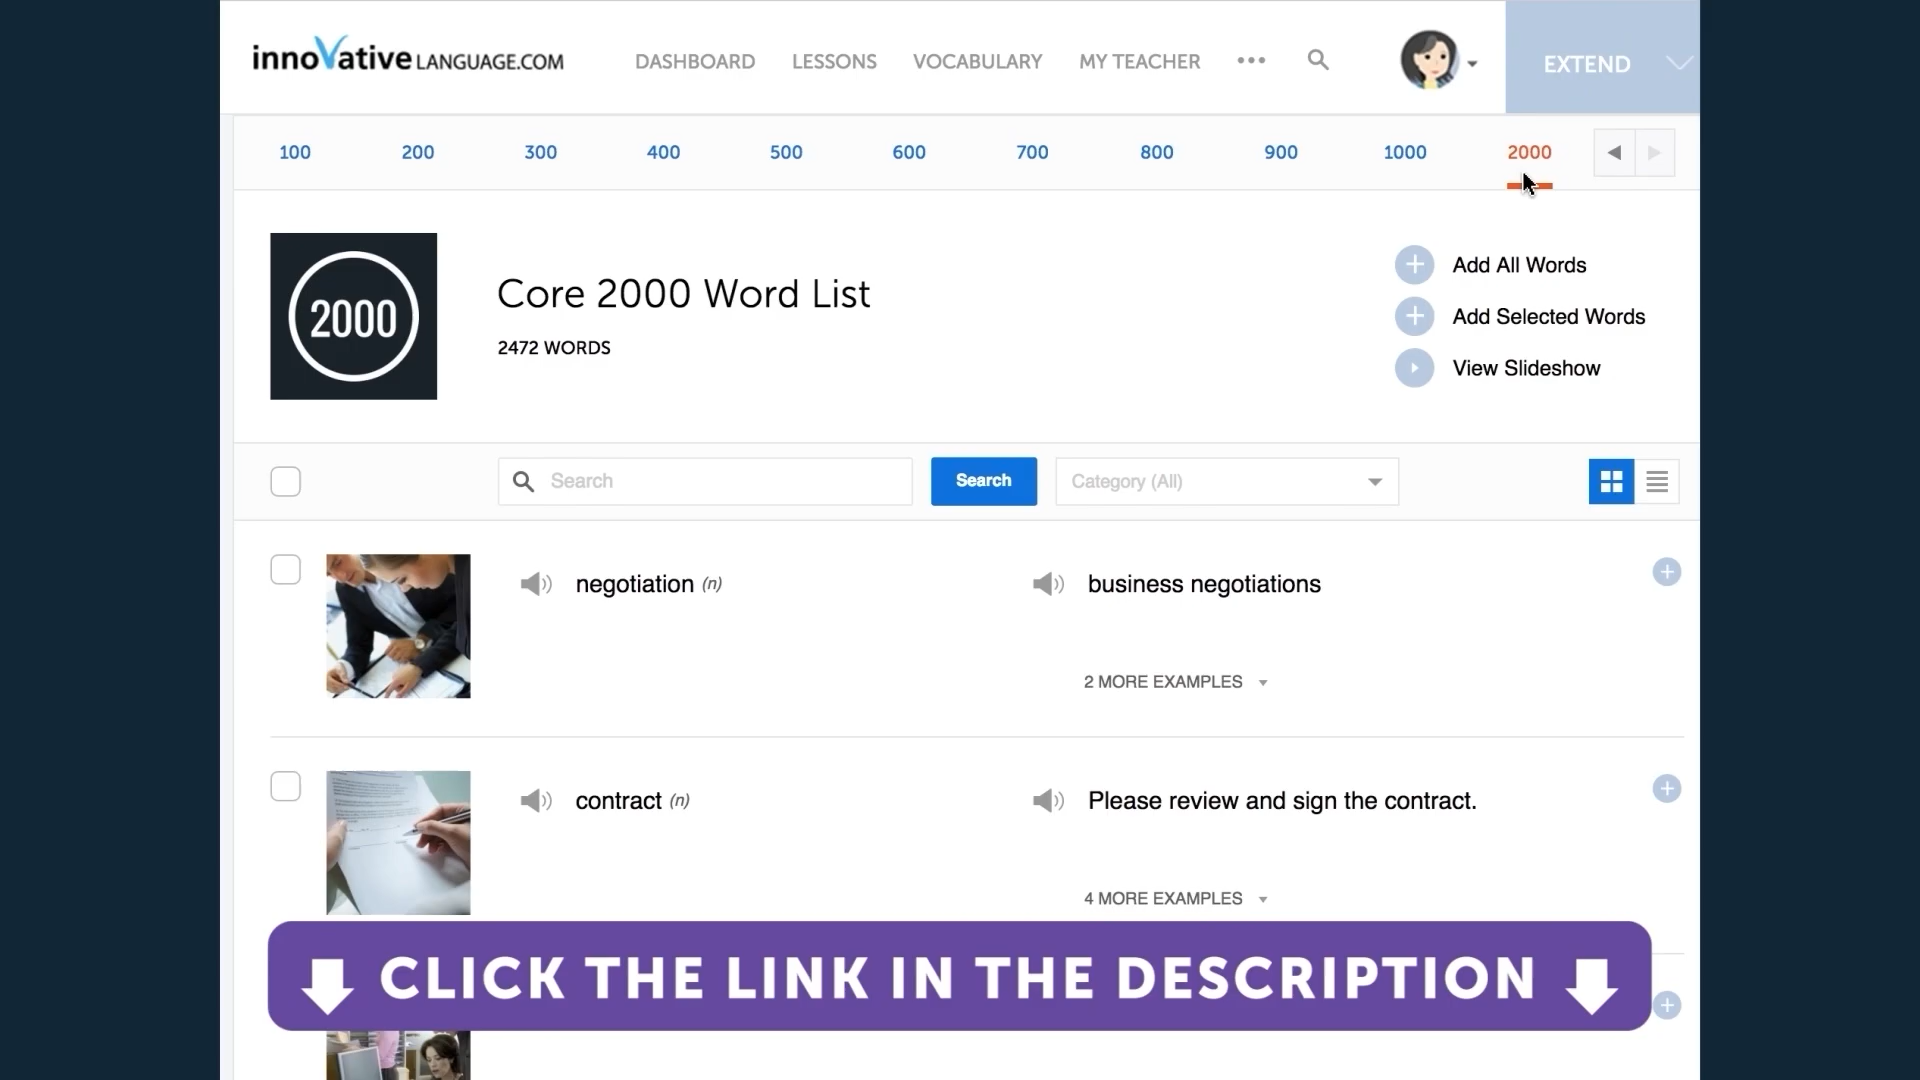 innoVative LANGUAGE.COM
DASHBOARD LESSONS VOCABULARY MY TEACHER
EXTEND
100 200 300 400 500 600 700 800 900 1000 2000
2000
Core 2000 Word List
2472 WORDS
Add All Words
Add Selected Words
View Slideshow
Search
Search
Category (All)
negotiation (n)
business negotiations
2 MORE EXAMPLES
contract (n)
Please review and sign the contract.
4 MORE EXAMPLES
CLICK THE LINK IN THE DESCRIPTION